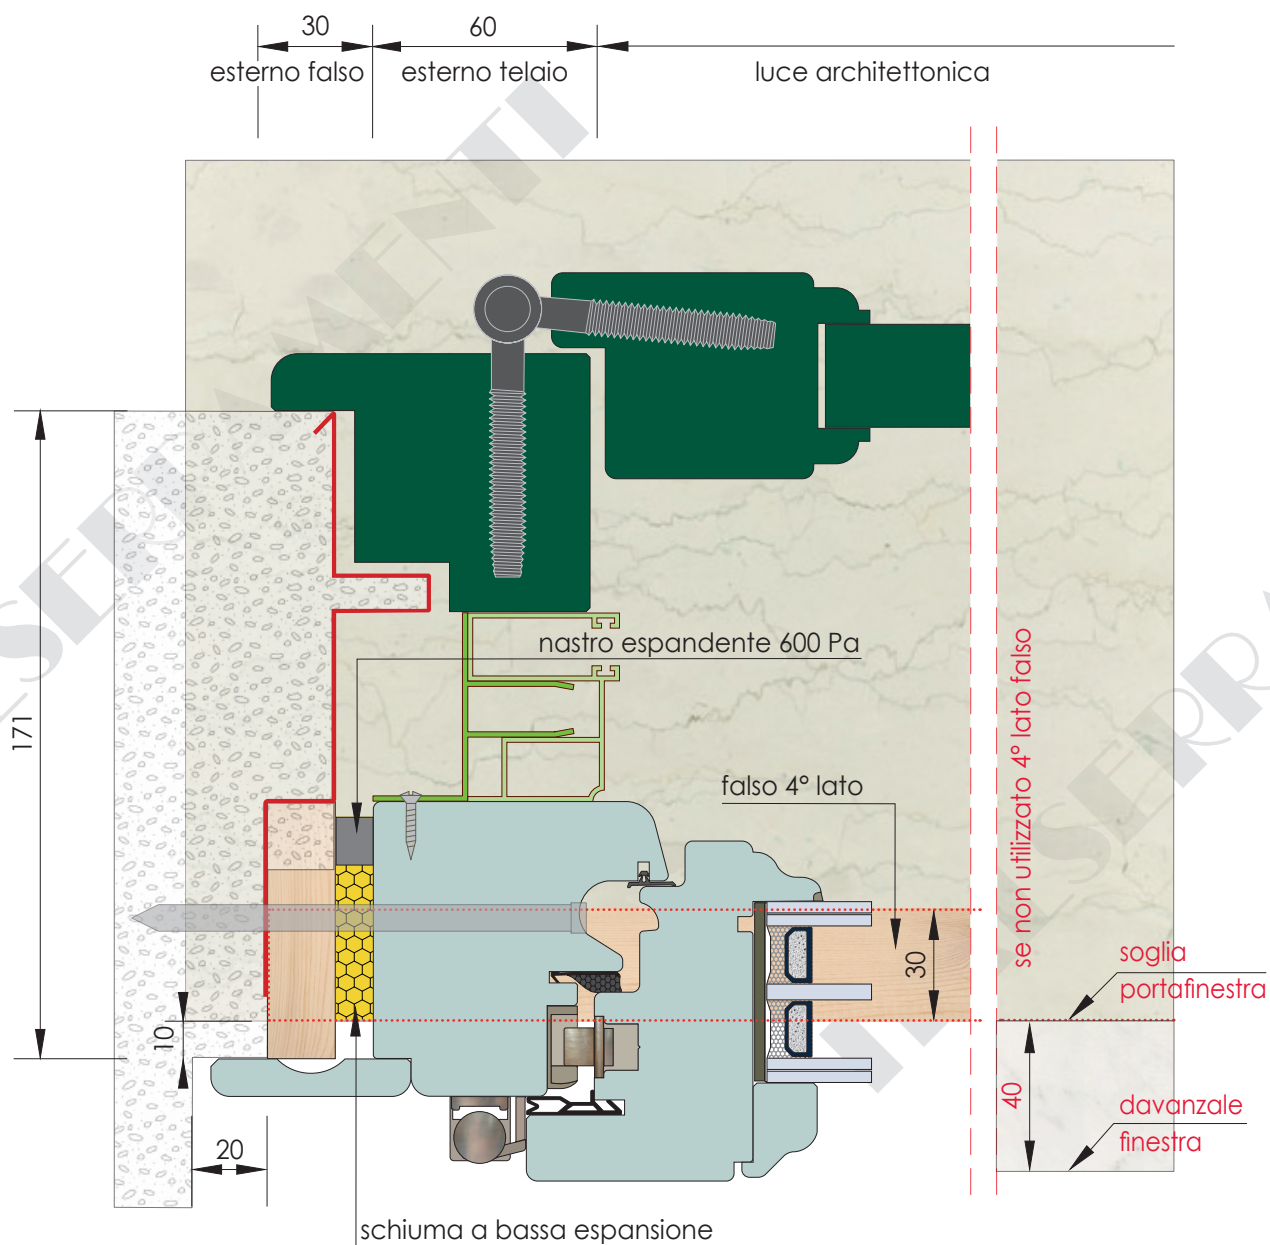 30
60
esterno falso
esterno telaio
luce architettonica
nastro espandente 600 Pa
171
falso 4° lato
se non utilizzato 4° lato falso
30
soglia
portafinestra
10
40
davanzale
finestra
20
schiuma a bassa espansione